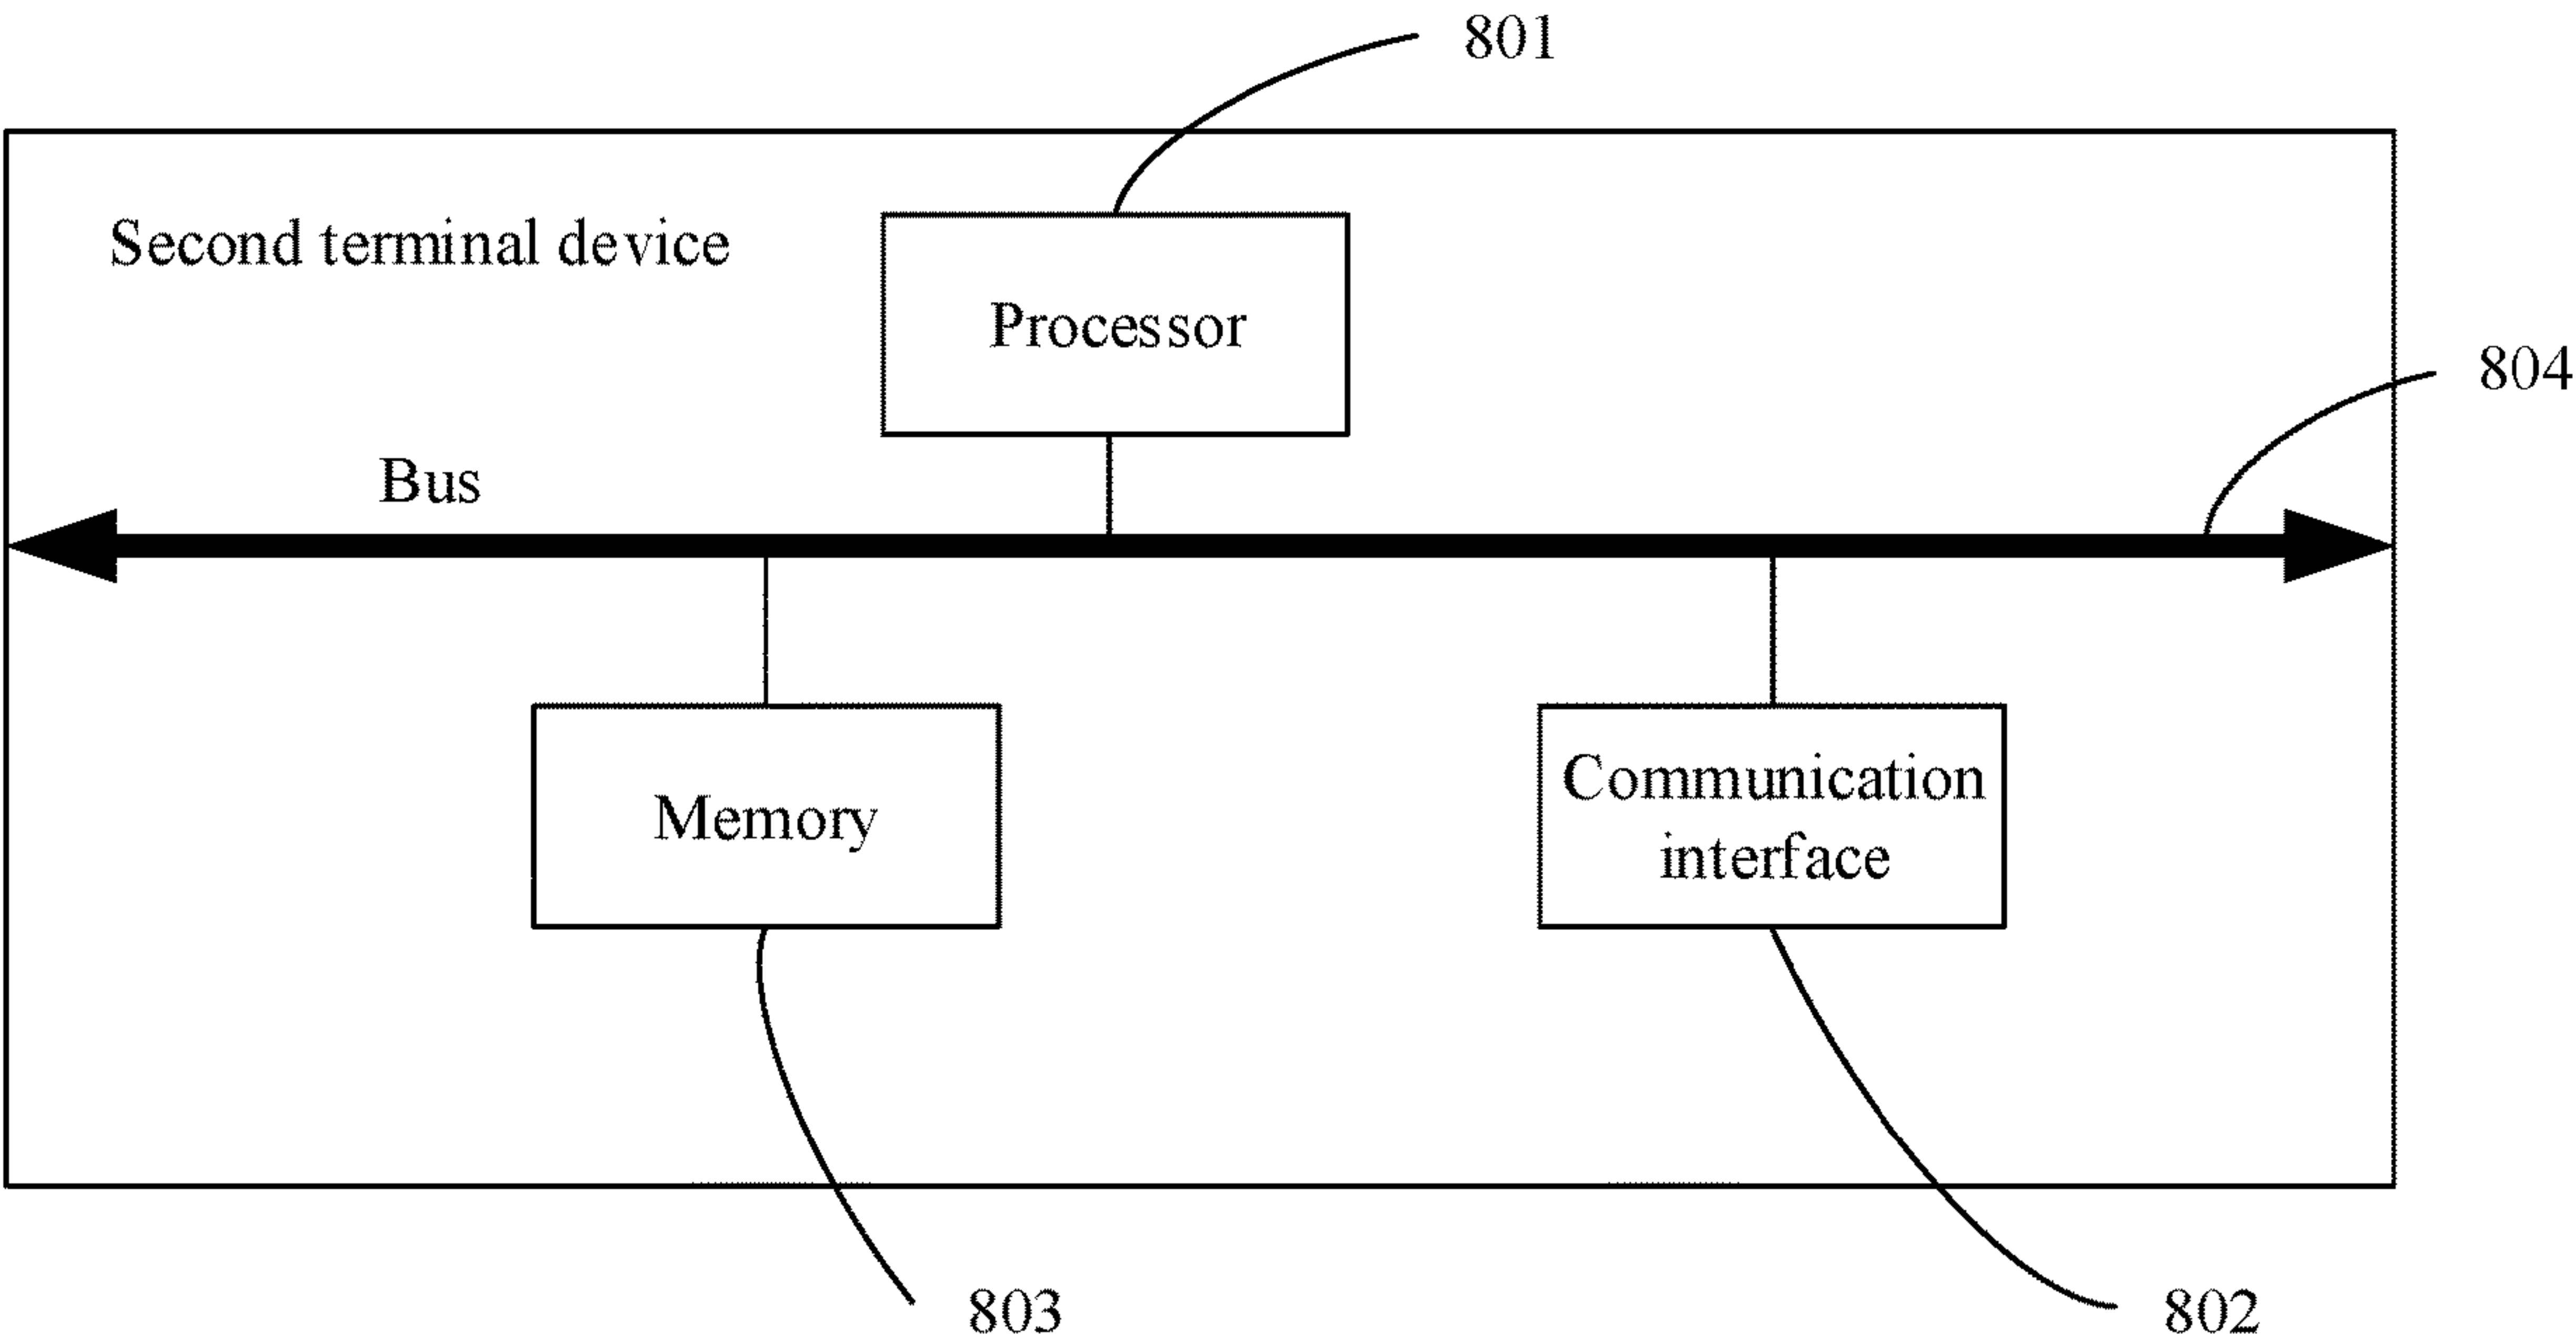 801
Second terminal device
Processor
804
Bus
Memory
Communication
interface
803
802